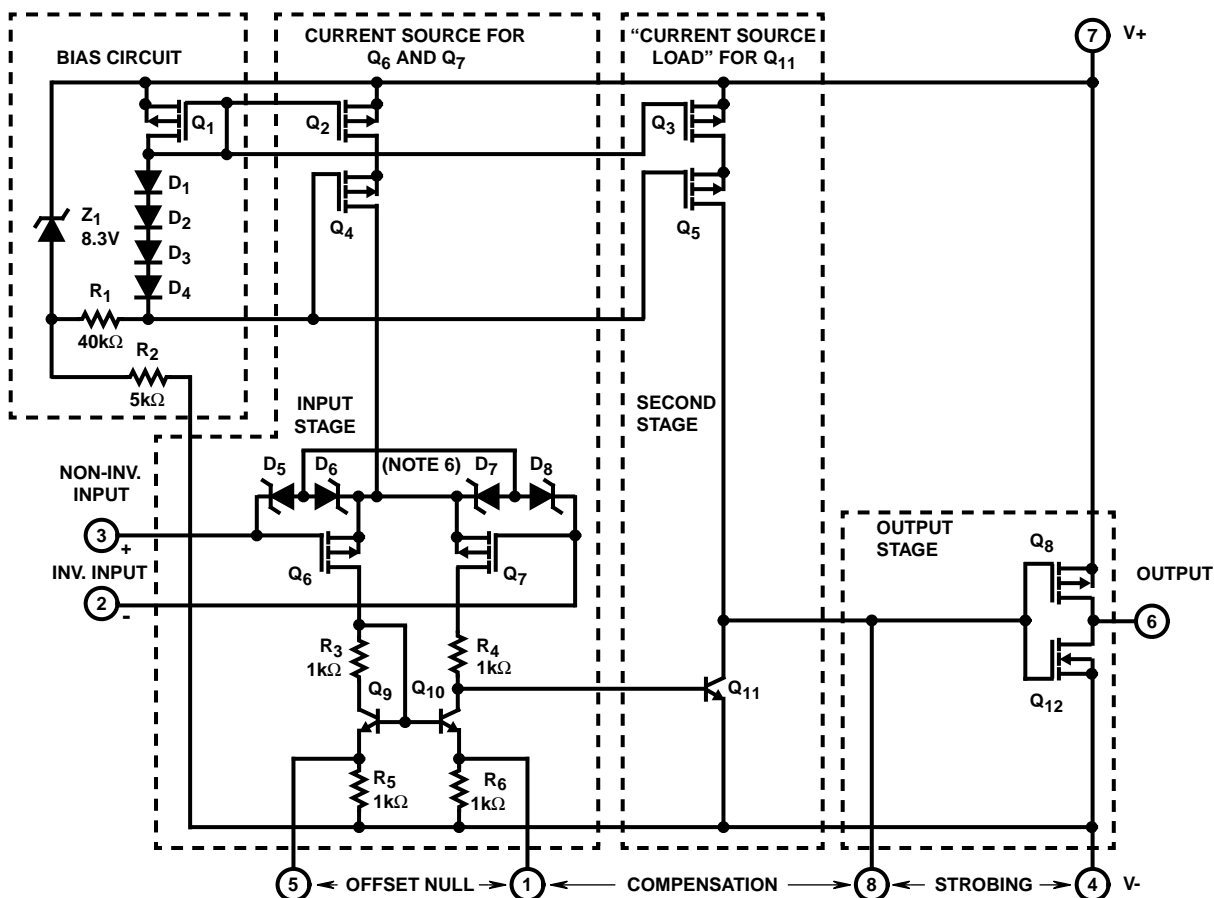 BIAS CIRCUIT
CURRENT SOURCE FOR
Q6 AND Q7
“CURRENT SOURCE
LOAD” FOR Q11
7
V+
Q1
Q2
Q3
D1
D2
D3
D4
Z1
8.3V
Q4
Q5
R1
40kΩ
R2
5kΩ
INPUT
STAGE
SECOND
STAGE
NON-INV.
INPUT
D5
D6
(NOTE 6)
D7
D8
3
+
INV. INPUT
2
-
Q6
Q7
OUTPUT
STAGE
Q8
OUTPUT
6
R3
1kΩ
R4
1kΩ
Q9
Q10
Q11
Q12
R5
1kΩ
R6
1kΩ
5
OFFSET NULL
1
COMPENSATION
8
STROBING
4
V-